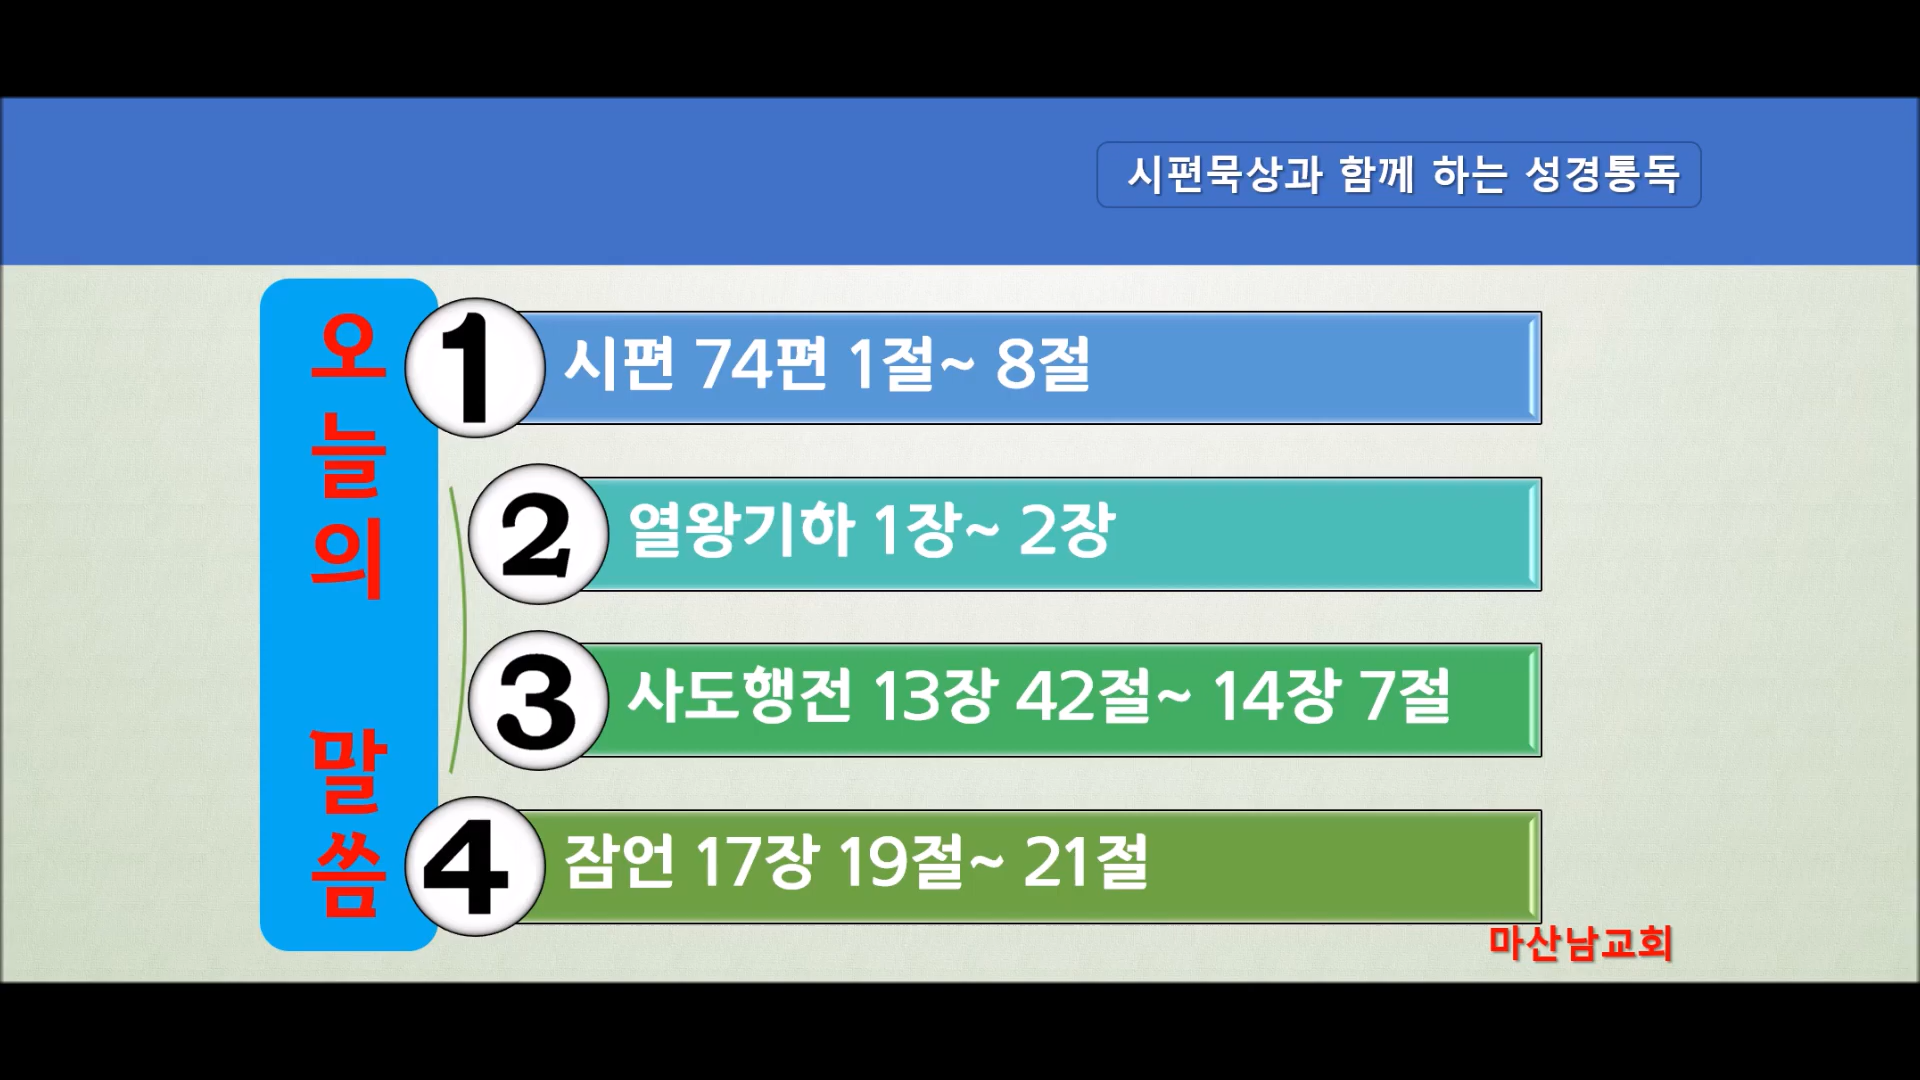 시편묵상과 함께 하는 성경통독
오늘의 말씀
1 시편 74편 1절~ 8절
2 열왕기하 1장~ 2장
3 사도행전 13장 42절~ 14장 7절
4 잠언 17장 19절~ 21절
마산남교회